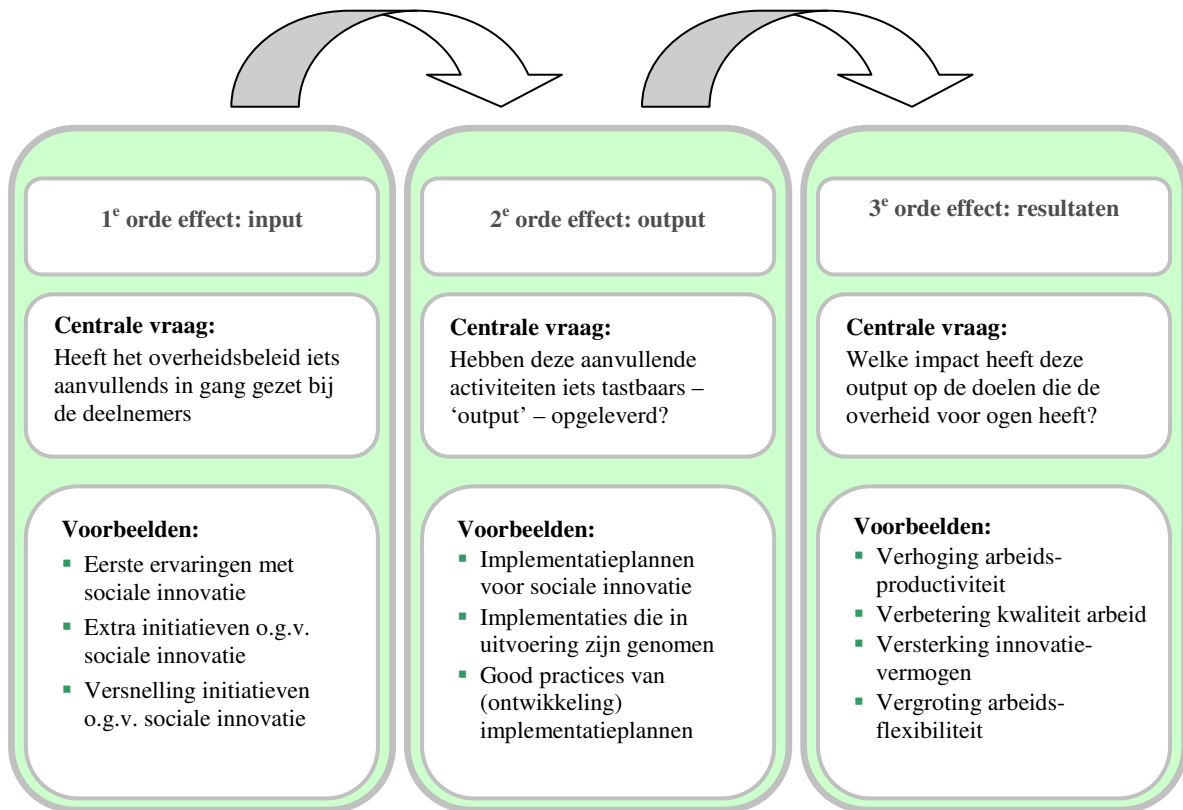 1e orde effect: input
Centrale vraag:
Heeft het overheidsbeleid iets
aanvullends in gang gezet bij
de deelnemers
Voorbeelden:
▪ Eerste ervaringen met
sociale innovatie
▪ Extra initiatieven o.g.v.
sociale innovatie
▪ Versnelling initiatieven
o.g.v. sociale innovatie
2e orde effect: output
Centrale vraag:
Hebben deze aanvullende
activiteiten iets tastbaars –
‘output’ – opgeleverd?
Voorbeelden:
▪ Implementatieplannen
voor sociale innovatie
▪ Implementaties die in
uitvoering zijn genomen
▪ Good practices van
(ontwikkeling)
implementatieplannen
3e orde effect: resultaten
Centrale vraag:
Welke impact heeft deze
output op de doelen die de
overheid voor ogen heeft?
Voorbeelden:
▪ Verhoging arbeids-
productiviteit
▪ Verbetering kwaliteit arbeid
▪ Versterking innovatie-
vermogen
▪ Vergroting arbeids-
flexibiliteit